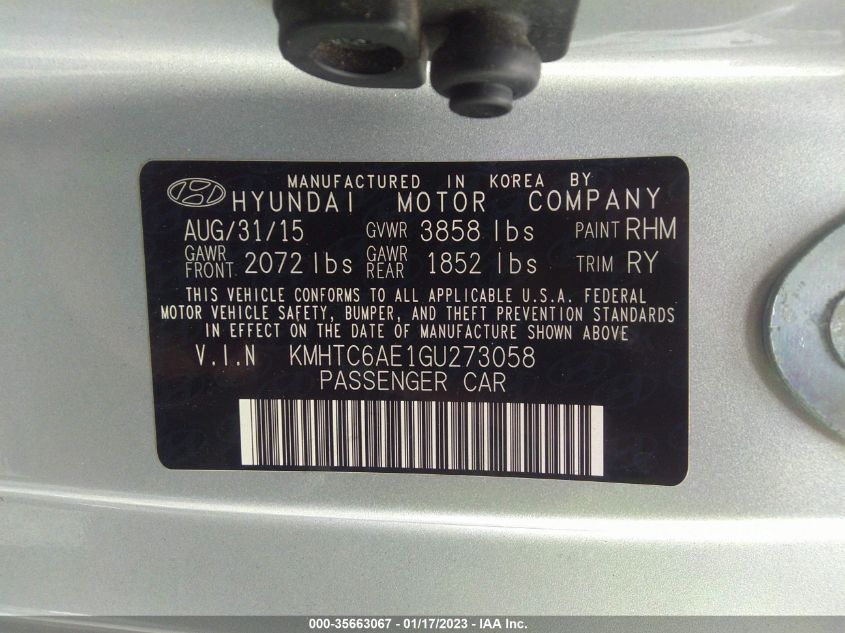 MANUFACTURED IN KOREA BY
HYUNDAI MOTOR COMPANY
AUG/31/15 GVWR 3858 lbs PAINT RHM
GAWR FRONT 2072 lbs GAWR REAR 1852 lbs TRIM RY
THIS VEHICLE CONFORMS TO ALL APPLICABLE U.S.A. FEDERAL
MOTOR VEHICLE SAFETY, BUMPER, AND THEFT PREVENTION STANDARDS
IN EFFECT ON THE DATE OF MANUFACTURE SHOWN ABOVE
V.I.N KMHTC6AE1GU273058
PASSENGER CAR
000-35663067 - 01/17/2023 - IAA Inc.